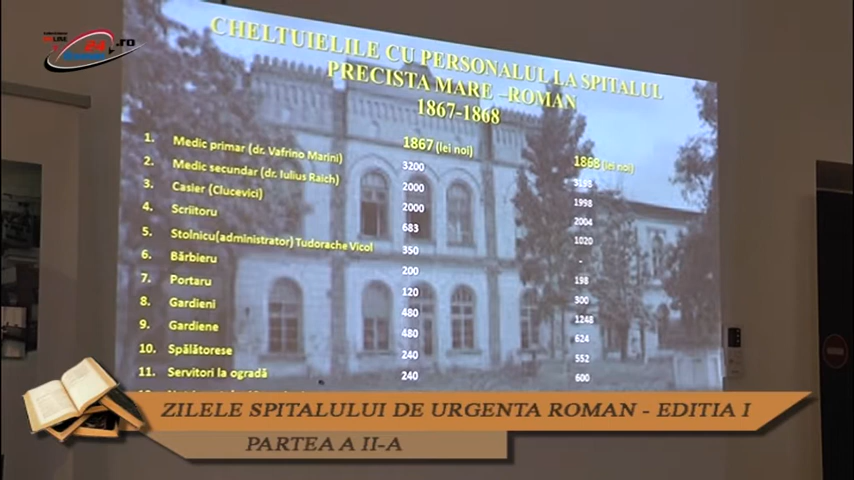 24.ro
CHELTUIELILE CU PERSONALUL LA SPITALUL
PRECISTA MARE –ROMAN
1867-1868
1867 (lei noi) 1868 (lei noi)
1. Medic primar (dr. Vafrino Marini) 3200 3198
2. Medic secundar (dr. Iulius Raich) 2000 1998
3. Casier (Clucevici) 2000 2004
4. Scriitoru 683 1020
5. Stolnicu(administrator) Tudorache Vicol 350 -
6. Bărbieru 200 198
7. Portaru 120 300
8. Gardieni 480 1248
9. Gardiene 480 624
10. Spălătorese 240 552
11. Servitori la ogradă 240 600
ZILELE SPITALULUI DE URGENTA ROMAN - EDITIA I
PARTEA A II-A